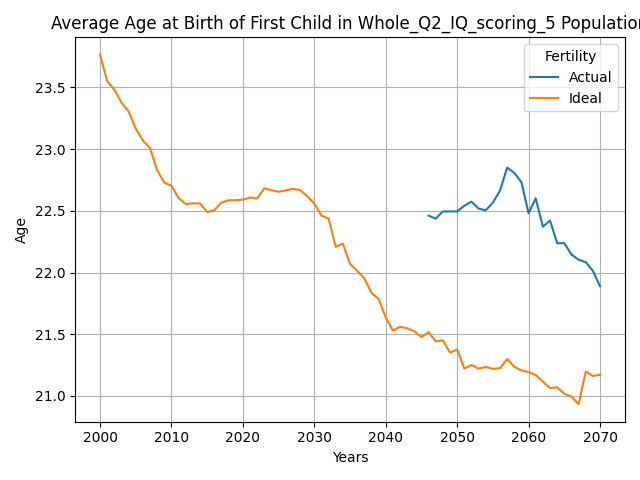 Average Age at Birth of First Child in Whole_Q2_IQ_scoring_5 Population
Fertility
Actual
Ideal
23.5
23.0
22.5
22.0
21.5
21.0
Age
2000 2010 2020 2030 2040 2050 2060 2070
Years